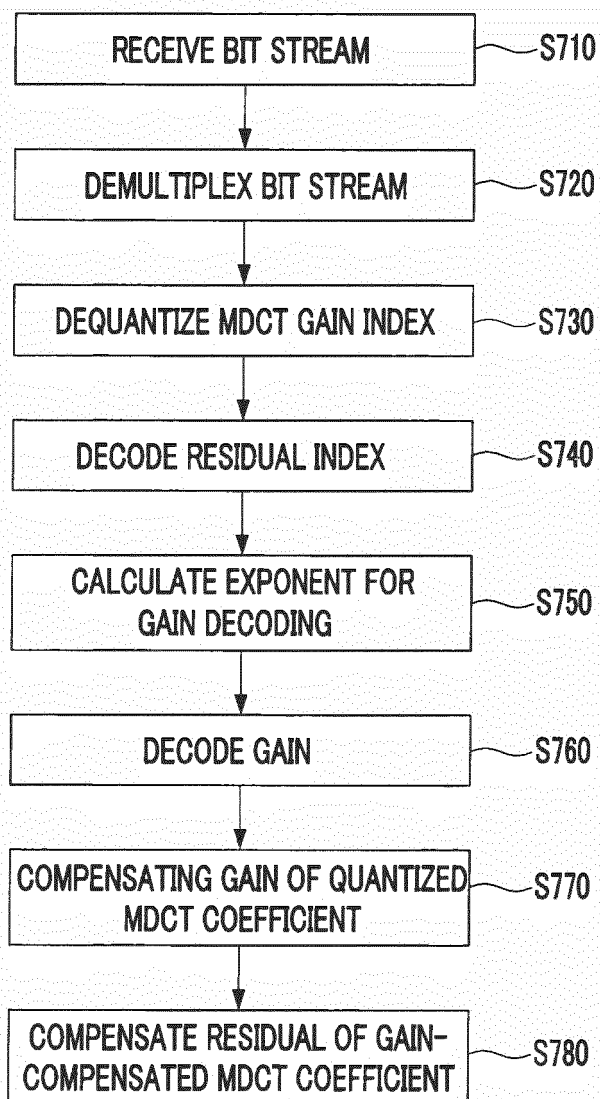 RECEIVE BIT STREAM
S710
DEMULTIPLEX BIT STREAM
S720
DEQUANTIZE MDCT GAIN INDEX
S730
DECODE RESIDUAL INDEX
S740
CALCULATE EXPONENT FOR
GAIN DECODING
S750
DECODE GAIN
S760
COMPENSATING GAIN OF QUANTIZED
MDCT COEFFICIENT
S770
COMPENSATE RESIDUAL OF GAIN-
COMPENSATED MDCT COEFFICIENT
S780